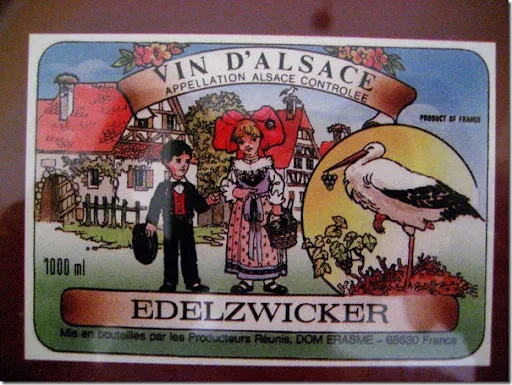 VIN D'ALSACE
APPELLATION ALSACE CONTROLÉE
PRODUCT OF FRANCE
1000 ml
EDELZWICKER
Mis en bouteilles par les Producteurs Réunis, DOM ERASME - 68630 France